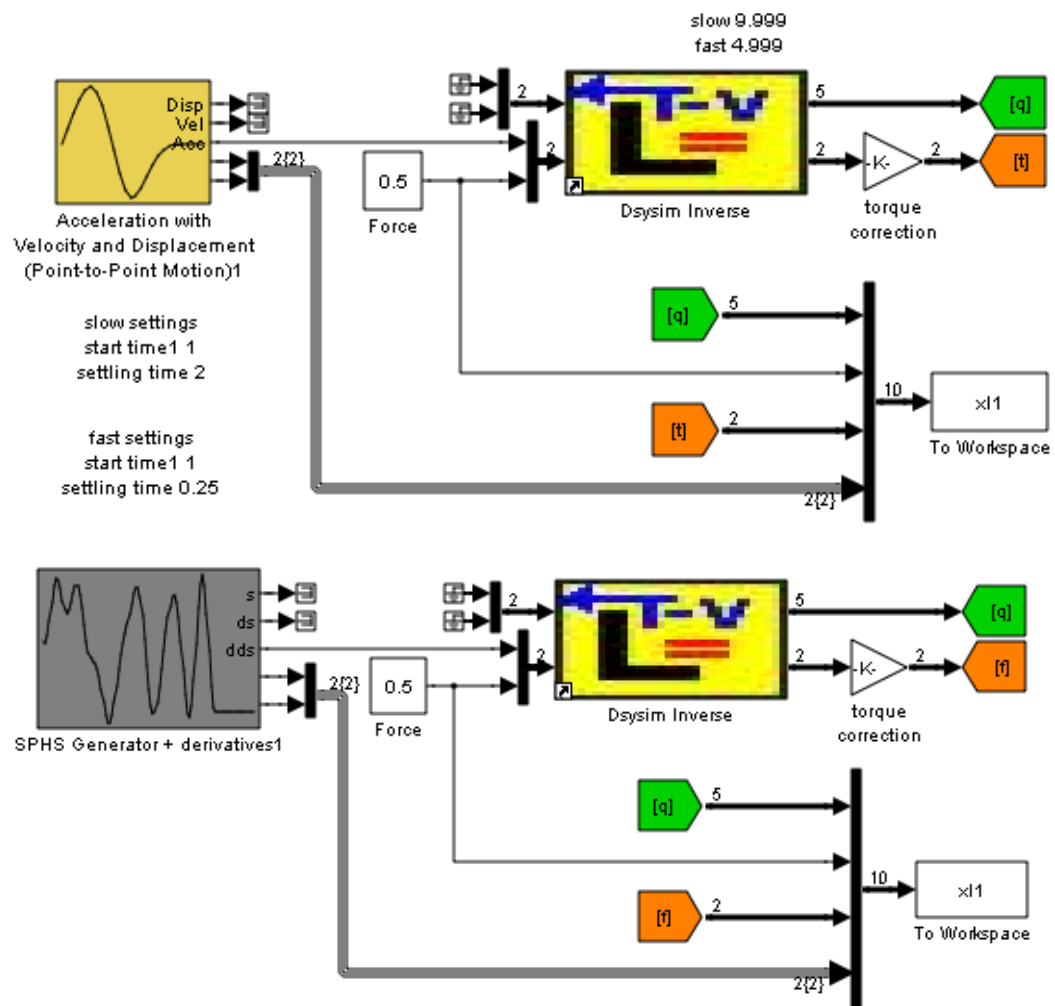 slow 9.999
fast 4.999
Disp
Vel
Acc
2{2}
2
2
5
2
-K-
2
[q]
[t]
0.5
Force
T-v
Dsysim Inverse
torque
correction
Acceleration with
Velocity and Displacement
(Point-to-Point Motion)1
slow settings
start time1 1
settling time 2
fast settings
start time1 1
settling time 0.25
[q]
5
[t]
2
2{2}
10
xl1
To Workspace
s
ds
dds
2{2}
2
2
5
2
-K-
2
[q]
[f]
0.5
Force
T-v
Dsysim Inverse
torque
correction
SPHS Generator + derivatives1
[q]
5
[f]
2
2{2}
10
xl1
To Workspace